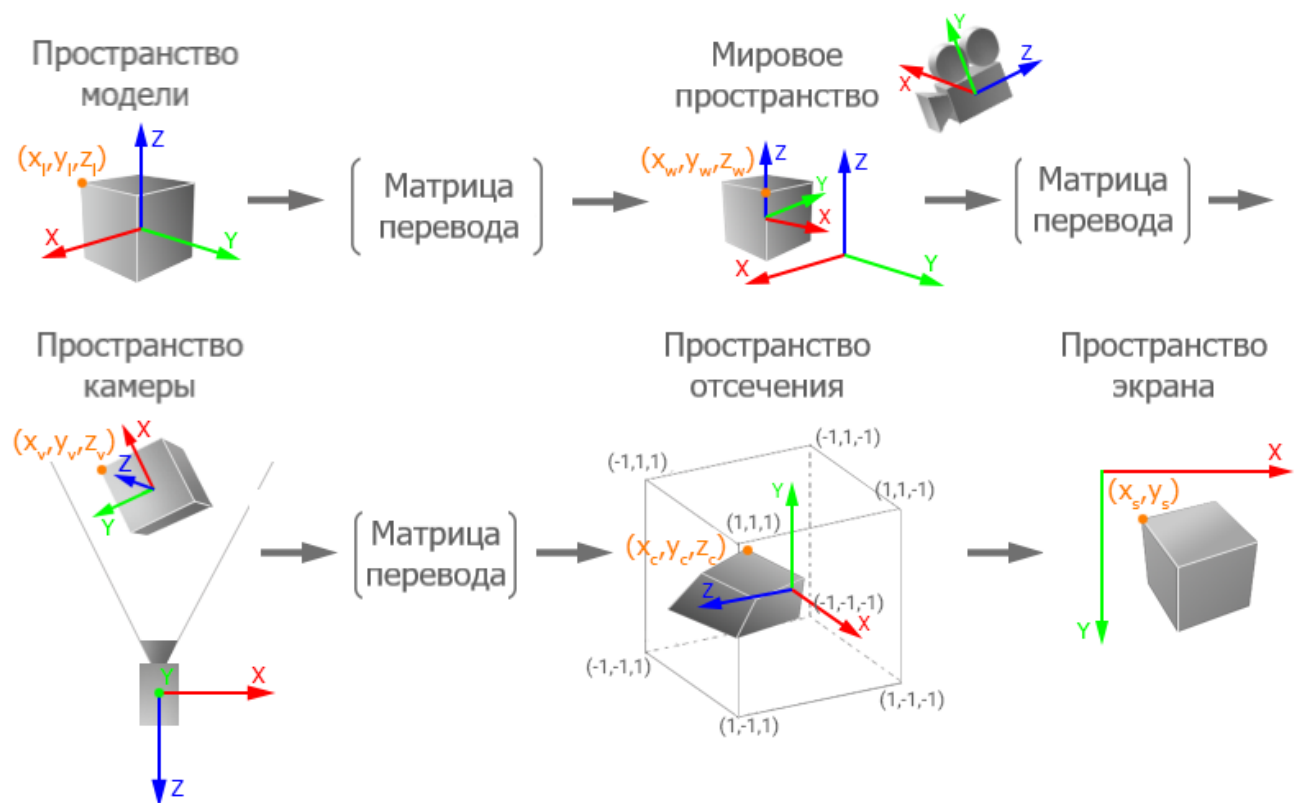 Пространство
модели
Z
(x_l,y_l,z_l)
X
Y
Матрица
перевода
Мировое
пространство
Y
Z
X
(x_w,y_w,z_w)
Z
Z
Y
X
X
Y
Матрица
перевода
Пространство
камеры
X
(x_v,y_v,z_v)
Z
Y
Y
X
Z
Матрица
перевода
Пространство
отсечения
(-1,1,-1)
(-1,1,1)
Y
(1,1,-1)
(1,1,1)
(x_c,y_c,z_c)
Z
(-1,-1,-1)
X
(-1,-1,1)
(1,-1,-1)
(1,-1,1)
Пространство
экрана
X
(x_s,y_s)
Y